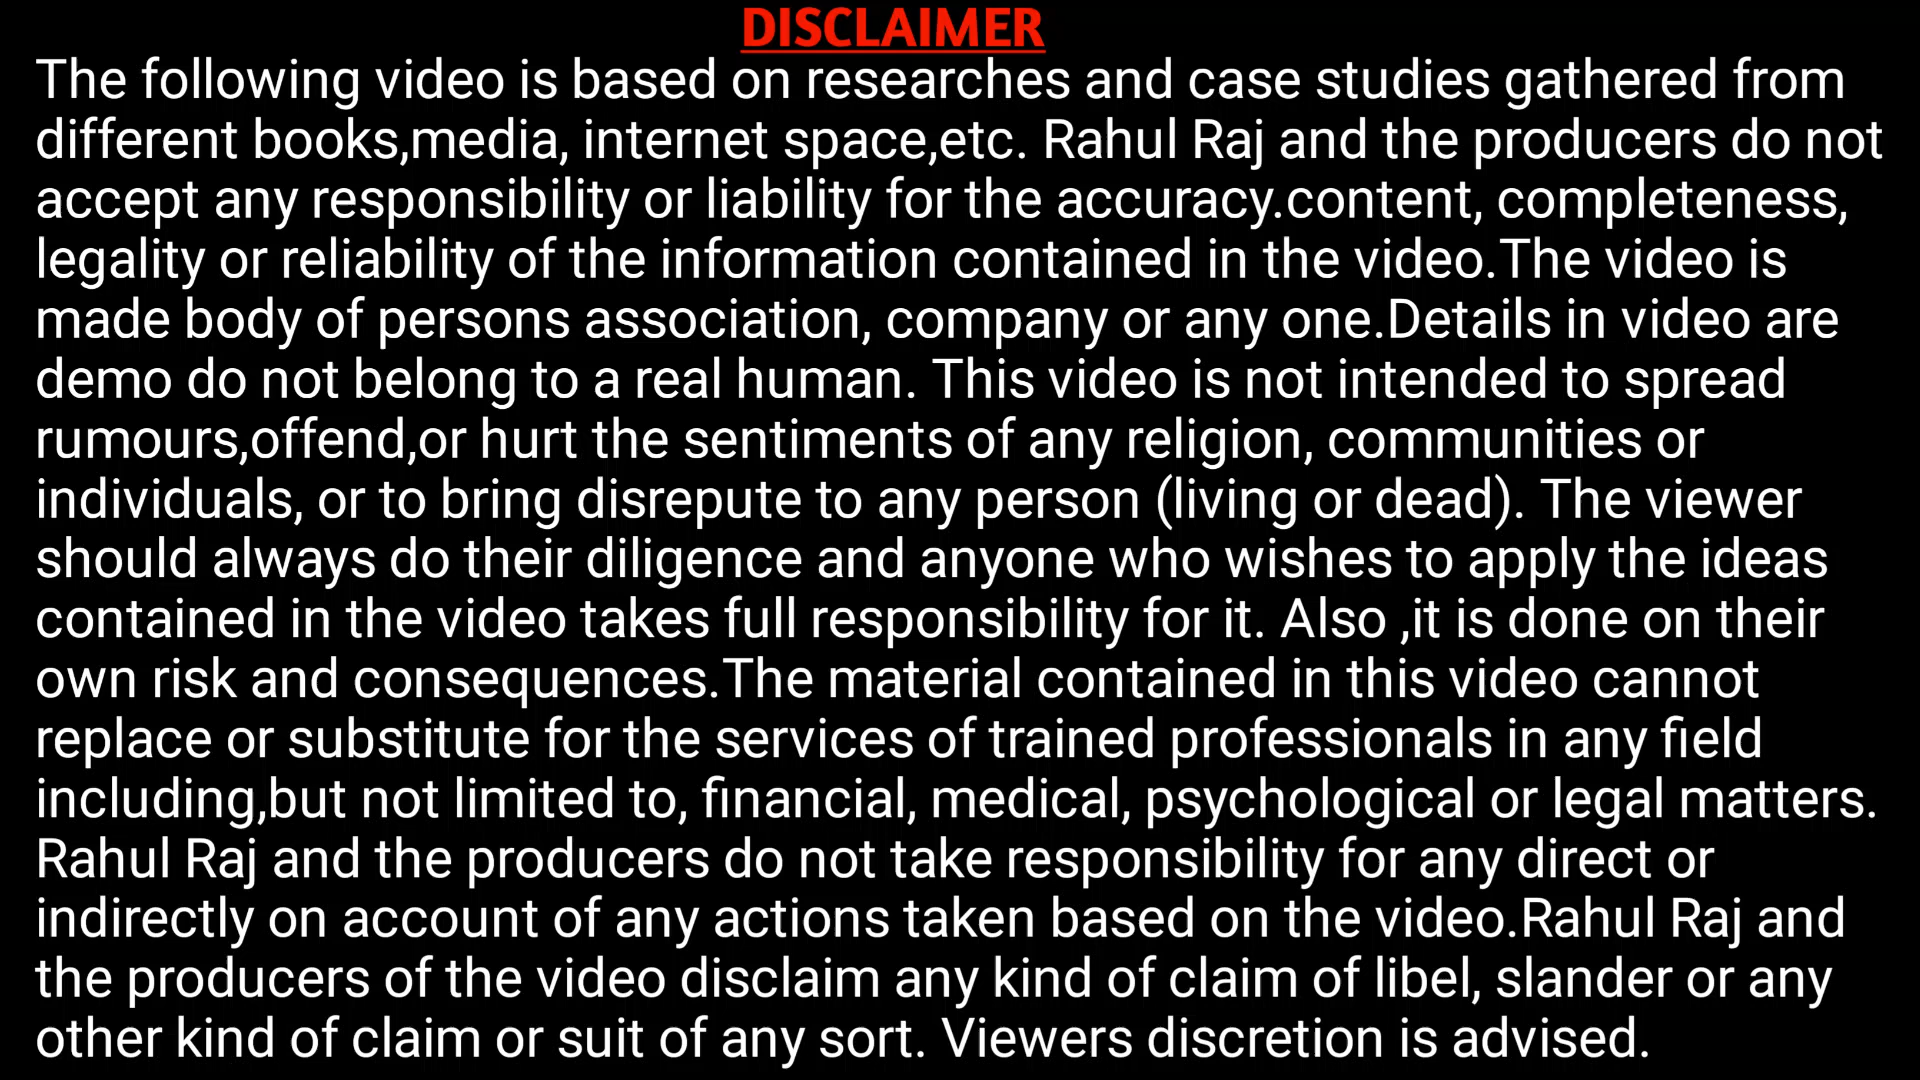 DISCLAIMER
The following video is based on researches and case studies gathered from
different books,media, internet space,etc. Rahul Raj and the producers do not
accept any responsibility or liability for the accuracy.content, completeness,
legality or reliability of the information contained in the video.The video is
made body of persons association, company or any one.Details in video are
demo do not belong to a real human. This video is not intended to spread
rumours,offend,or hurt the sentiments of any religion, communities or
individuals, or to bring disrepute to any person (living or dead). The viewer
should always do their diligence and anyone who wishes to apply the ideas
contained in the video takes full responsibility for it. Also ,it is done on their
own risk and consequences.The material contained in this video cannot
replace or substitute for the services of trained professionals in any field
including,but not limited to, financial, medical, psychological or legal matters.
Rahul Raj and the producers do not take responsibility for any direct or
indirectly on account of any actions taken based on the video.Rahul Raj and
the producers of the video disclaim any kind of claim of libel, slander or any
other kind of claim or suit of any sort. Viewers discretion is advised.